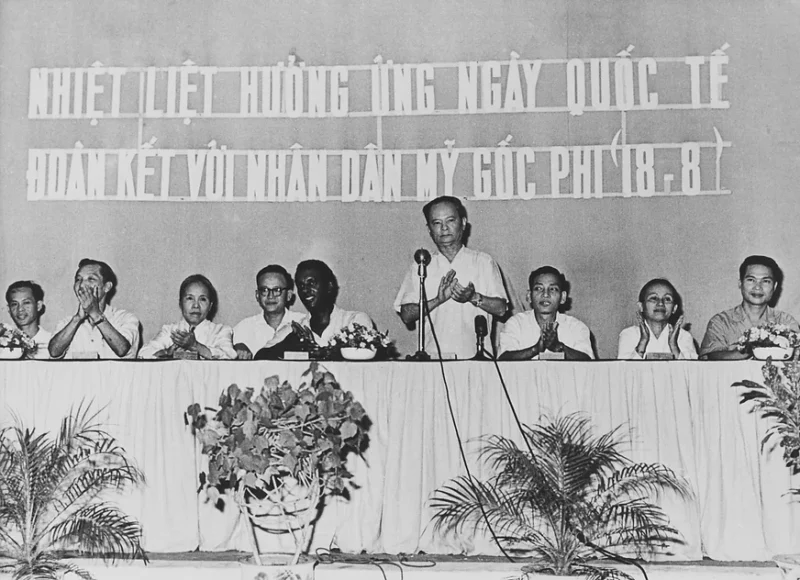 NHIỆT LIỆT HƯỞNG ỨNG NGÀY QUỐC TẾ
ĐOÀN KẾT VỚI NHÂN DÂN MỸ GỐC PHI (18-8)